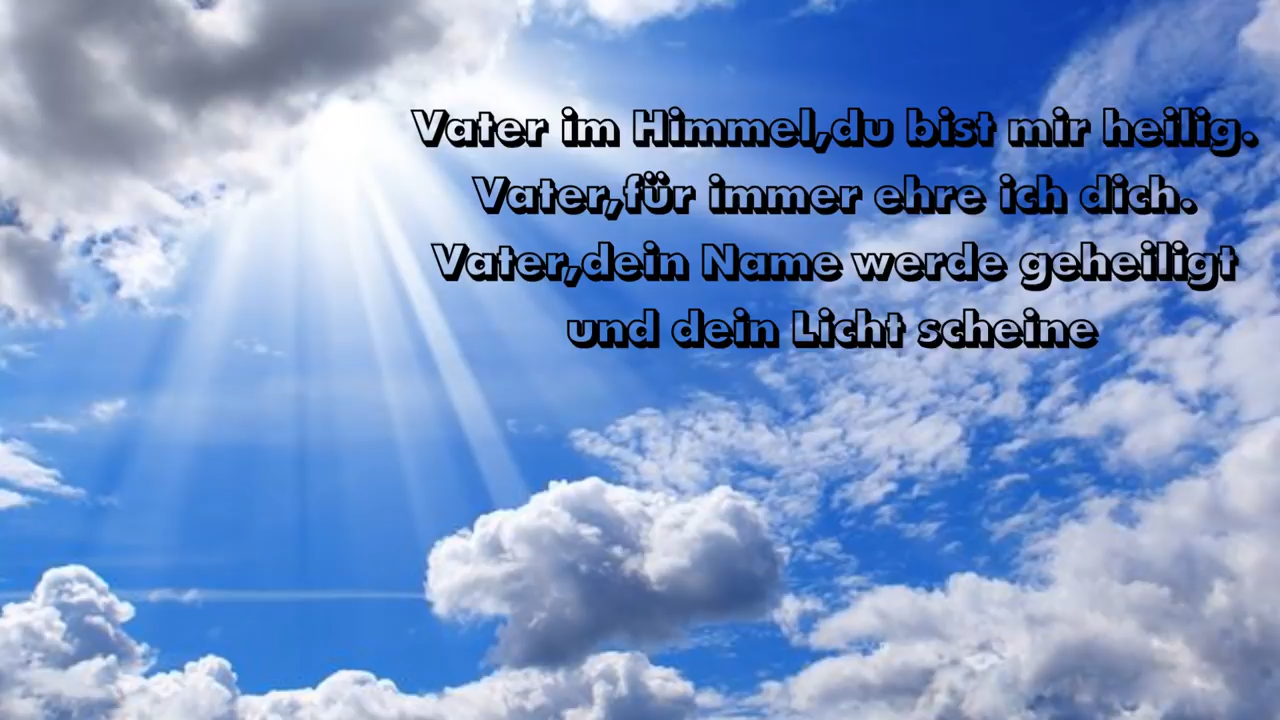 Vater im Himmel,du bist mir heilig.
Vater,für immer ehre ich dich.
Vater,dein Name werde geheiligt
und dein Licht scheine